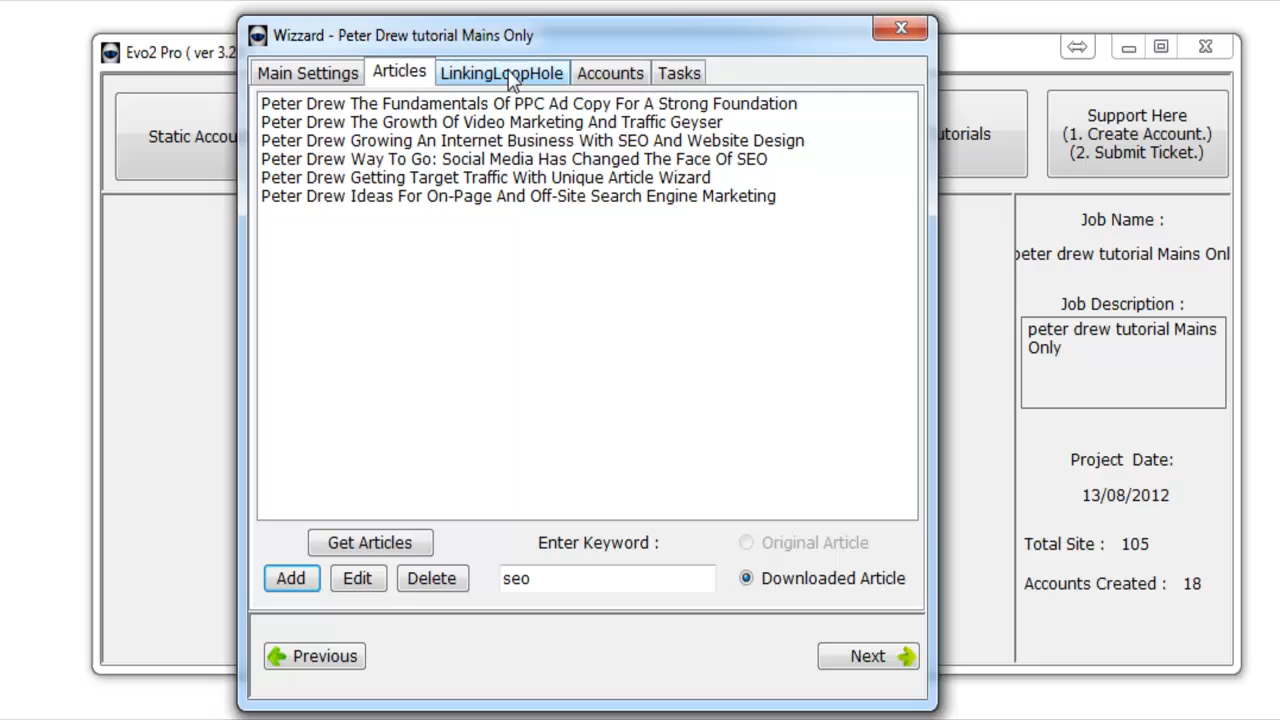 Evo2 Pro ( ver 3.2
Wizzard - Peter Drew tutorial Mains Only
Main Settings
Articles
LinkingLoopHole
Accounts
Tasks
Peter Drew The Fundamentals Of PPC Ad Copy For A Strong Foundation
Peter Drew The Growth Of Video Marketing And Traffic Geyser
Peter Drew Growing An Internet Business With SEO And Website Design
Peter Drew Way To Go: Social Media Has Changed The Face Of SEO
Peter Drew Getting Target Traffic With Unique Article Wizard
Peter Drew Ideas For On-Page And Off-Site Search Engine Marketing
Get Articles
Enter Keyword :
Original Article
Add
Edit
Delete
seo
Downloaded Article
Previous
Next
Static Accou
utorials
Support Here
(1. Create Account.)
(2. Submit Ticket.)
Job Name :
peter drew tutorial Mains Onl
Job Description :
peter drew tutorial Mains
Only
Project Date:
13/08/2012
Total Site : 105
Accounts Created : 18